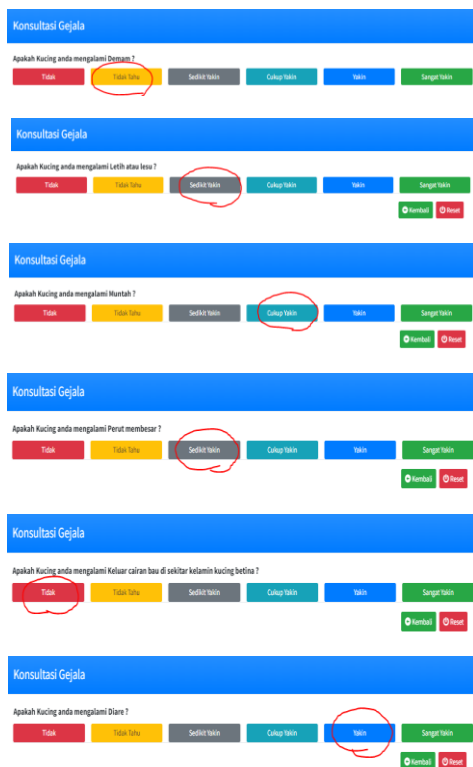 Konsultasi Gejala
Apakah Kucing anda mengalami Demam ?
Tidak Tidak Tahu Sedikit Yakin Cukup Yakin Yakin Sangat Yakin
Konsultasi Gejala
Apakah Kucing anda mengalami Letih atau lesu ?
Tidak Tidak Tahu Sedikit Yakin Cukup Yakin Yakin Sangat Yakin
Kembali Reset
Konsultasi Gejala
Apakah Kucing anda mengalami Muntah ?
Tidak Tidak Tahu Sedikit Yakin Cukup Yakin Yakin Sangat Yakin
Kembali Reset
Konsultasi Gejala
Apakah Kucing anda mengalami Perut membesar ?
Tidak Tidak Tahu Sedikit Yakin Cukup Yakin Yakin Sangat Yakin
Kembali Reset
Konsultasi Gejala
Apakah Kucing anda mengalami Keluar cairan bau di sekitar kelamin kucing betina ?
Tidak Tidak Tahu Sedikit Yakin Cukup Yakin Yakin Sangat Yakin
Kembali Reset
Konsultasi Gejala
Apakah Kucing anda mengalami Diare ?
Tidak Tidak Tahu Sedikit Yakin Cukup Yakin Yakin Sangat Yakin
Kembali Reset